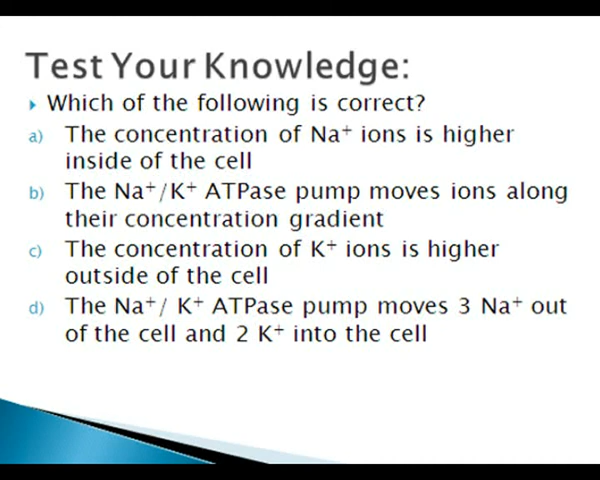 Test Your Knowledge:
Which of the following is correct?
a) The concentration of Na⁺ ions is higher
inside of the cell
b) The Na⁺/K⁺ ATPase pump moves ions along
their concentration gradient
c) The concentration of K⁺ ions is higher
outside of the cell
d) The Na⁺/ K⁺ ATPase pump moves 3 Na⁺ out
of the cell and 2 K⁺ into the cell